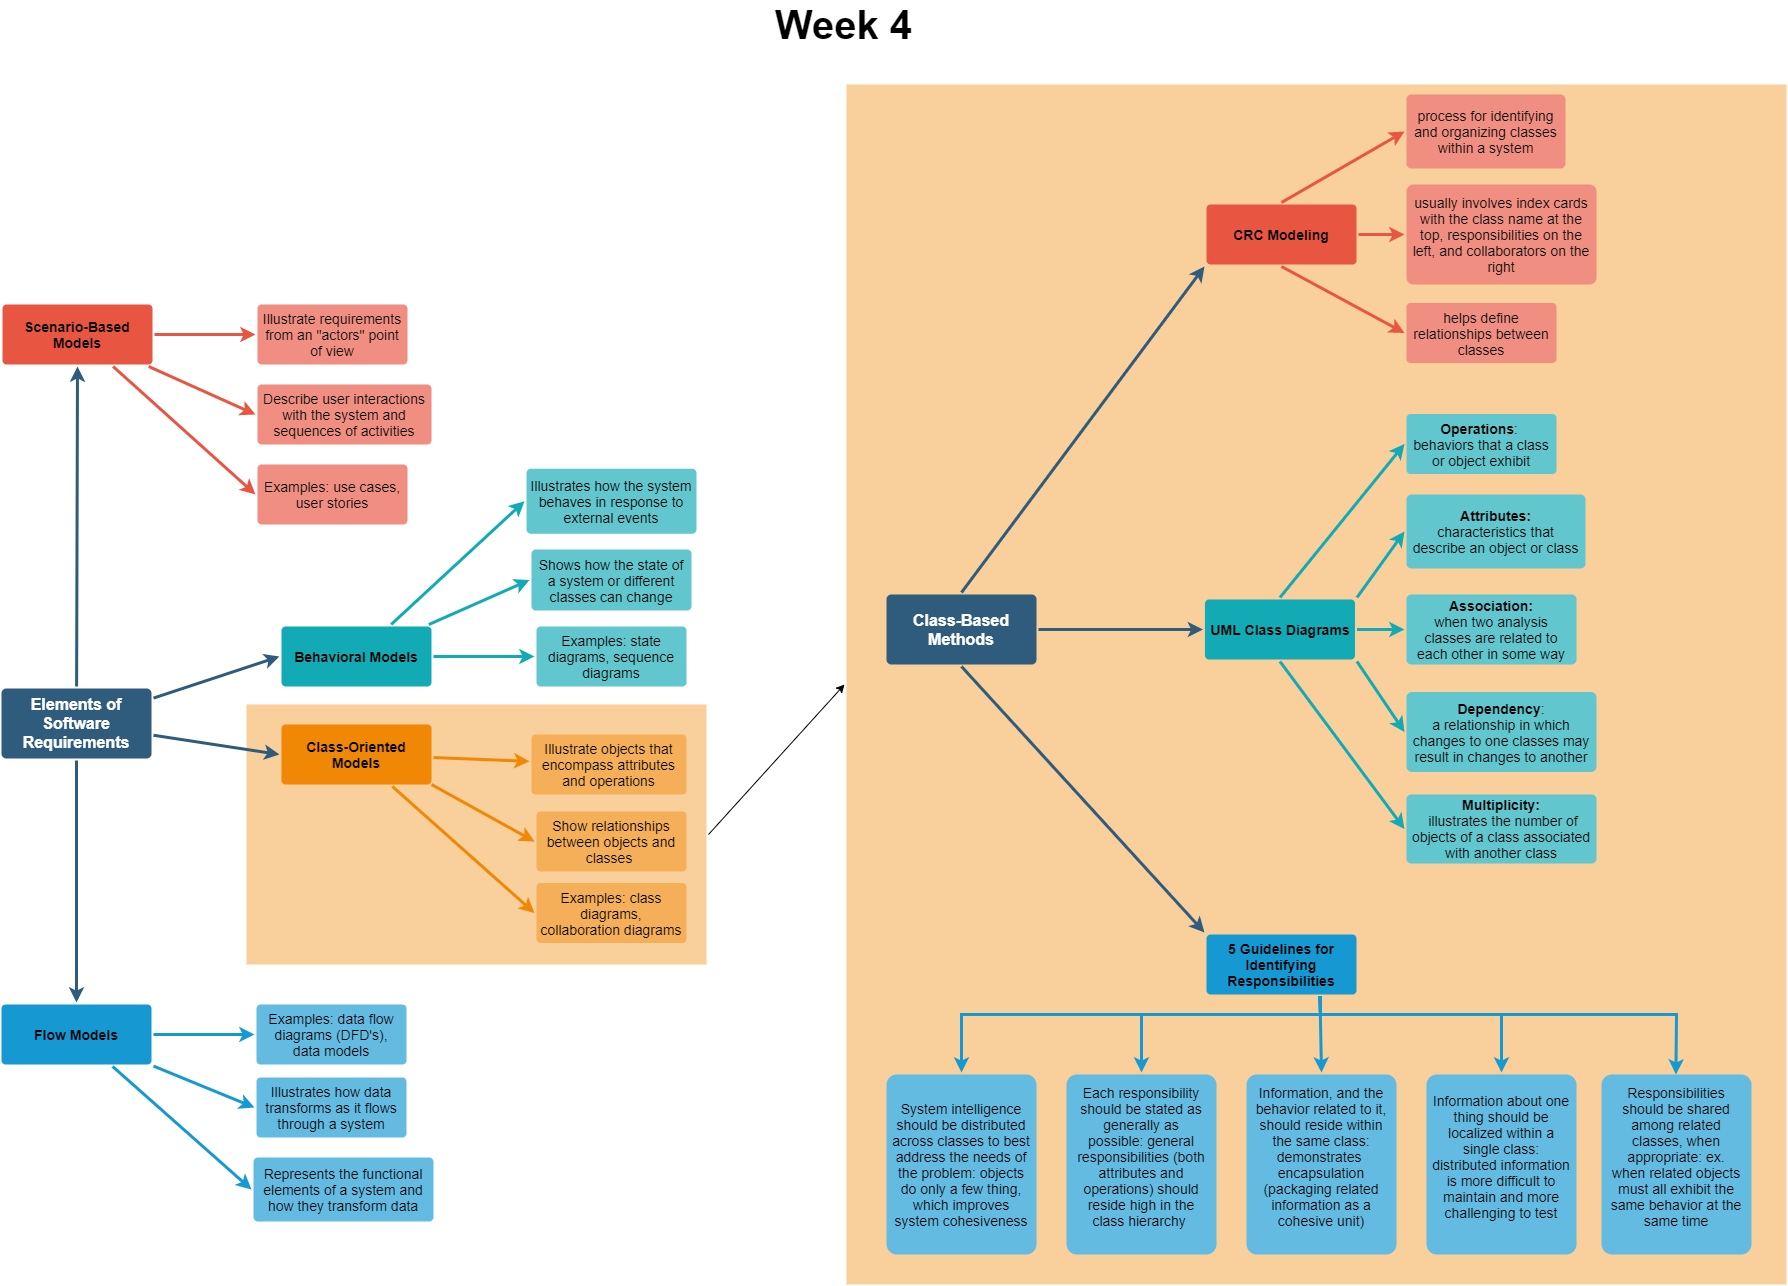 Week 4
Scenario-Based
Models
Illustrate requirements
from an "actors" point
of view
Describe user interactions
with the system and
sequences of activities
Examples: use cases,
user stories
Illustrates how the system
behaves in response to
external events
Shows how the state of
a system or different
classes can change
Behavioral Models
Examples: state
diagrams, sequence
diagrams
Elements of
Software
Requirements
Class-Oriented
Models
Illustrate objects that
encompass attributes
and operations
Show relationships
between objects and
classes
Examples: class
diagrams,
collaboration diagrams
Flow Models
Examples: data flow
diagrams (DFD's),
data models
Illustrates how data
transforms as it flows
through a system
Represents the functional
elements of a system and
how they transform data
process for identifying
and organizing classes
within a system
CRC Modeling
usually involves index cards
with the class name at the
top, responsibilities on the
left, and collaborators on the
right
helps define
relationships between
classes
Operations:
behaviors that a class
or object exhibit
Attributes:
characteristics that
describe an object or class
Class-Based
Methods
UML Class Diagrams
Association:
when two analysis
classes are related to
each other in some way
Dependency:
a relationship in which
changes to one classes may
result in changes to another
Multiplicity:
illustrates the number of
objects of a class associated
with another class
5 Guidelines for
Identifying
Responsibilities
System intelligence
should be distributed
across classes to best
address the needs of
the problem: objects
do only a few thing,
which improves
system cohesiveness
Each responsibility
should be stated as
generally as
possible: general
responsibilities (both
attributes and
operations) should
reside high in the
class hierarchy
Information, and the
behavior related to it,
should reside within
the same class:
demonstrates
encapsulation
(packaging related
information as a
cohesive unit)
Information about one
thing should be
localized within a
single class:
distributed information
is more difficult to
maintain and more
challenging to test
Responsibilities
should be shared
among related
classes, when
appropriate: ex.
when related objects
must all exhibit the
same behavior at the
same time